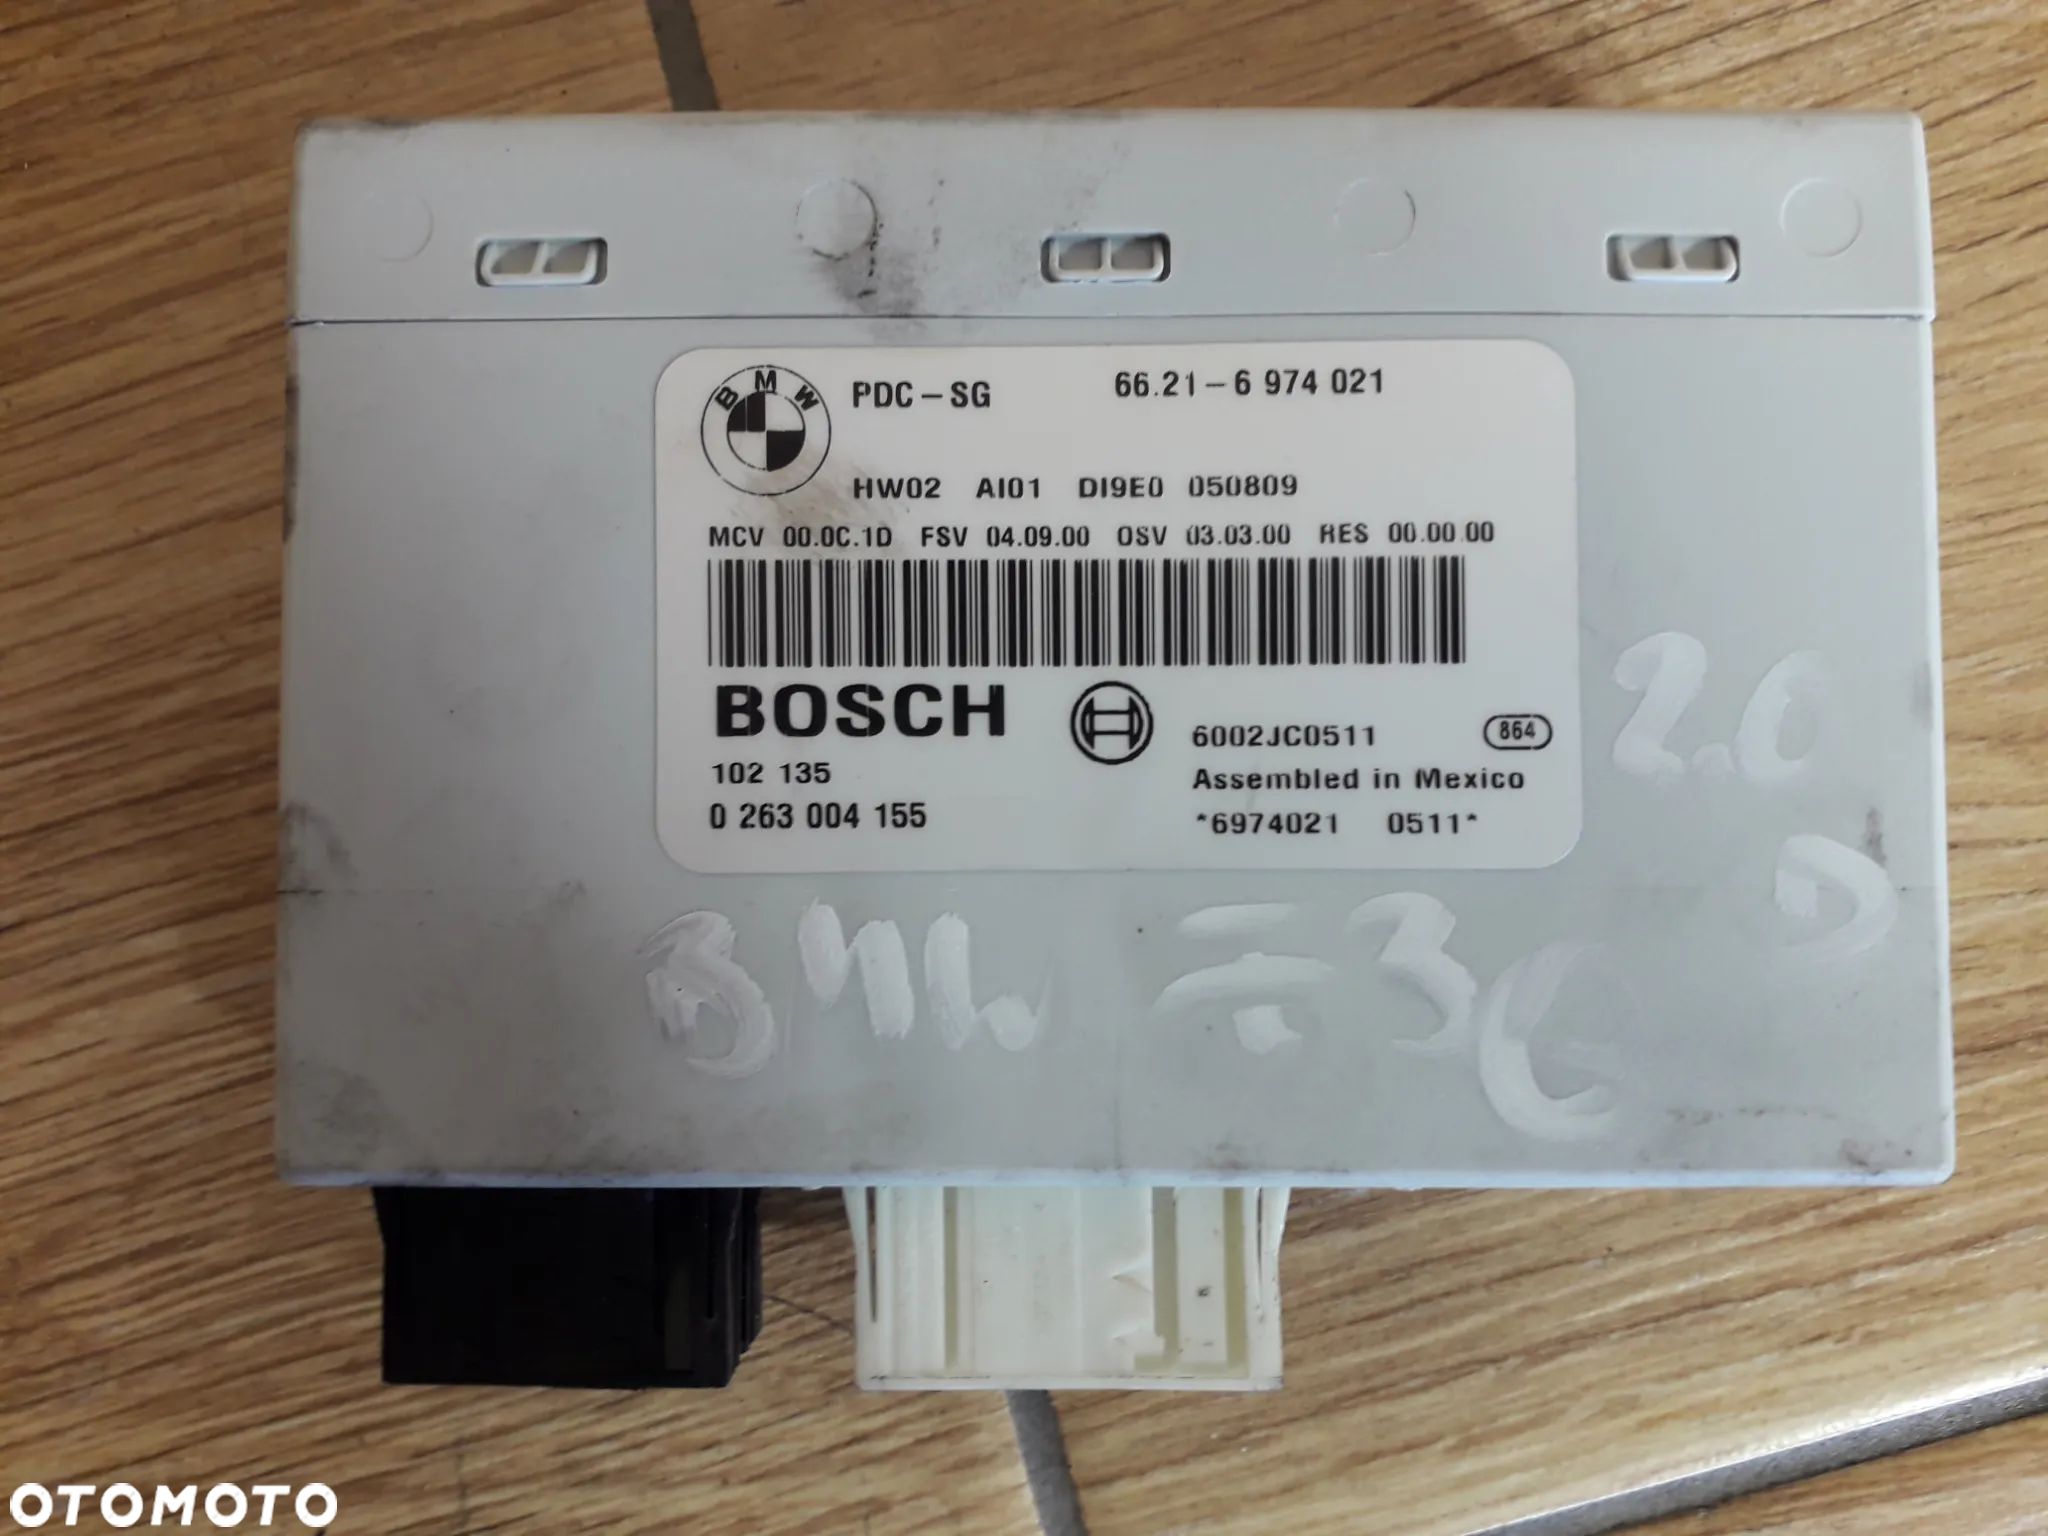 BMW
PDC-SG 66.21-6 974 021
HW02 AI01 DI9E0 050809
MCV 00.0C.1D FSV 04.09.00 OSV 03.03.00 RES 00.00.00
BOSCH
6002JC0511 864
102 135
Assembled in Mexico
0 263 004 155
*6974021 0511*
2.0
D
BMW E36
OTOMOTO